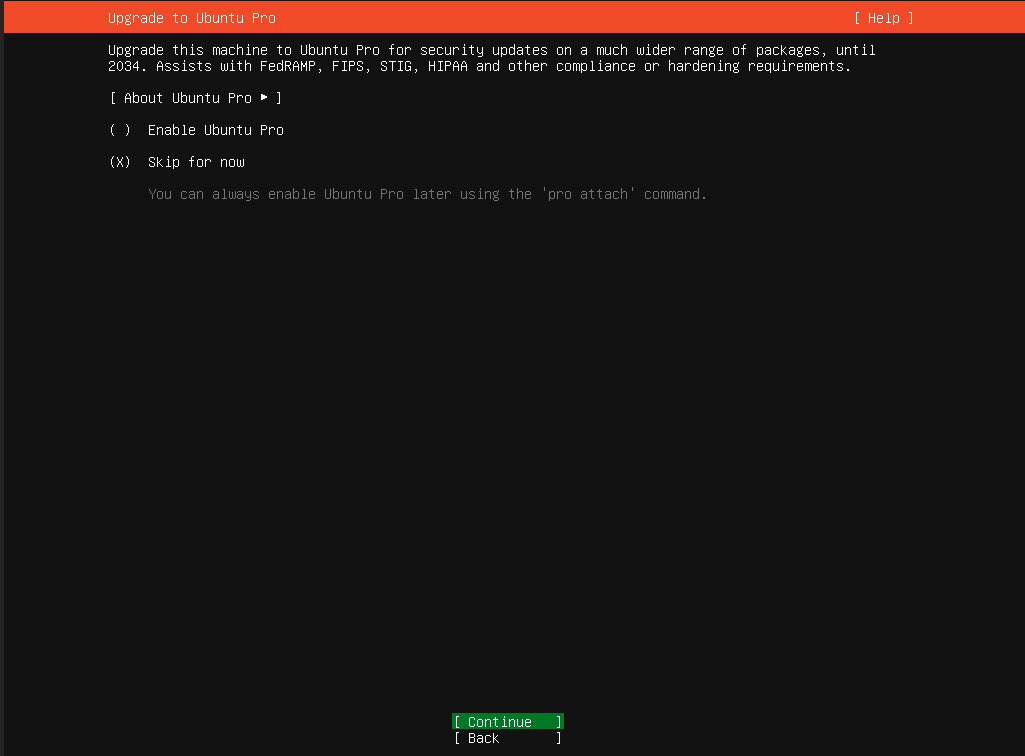 Upgrade to Ubuntu Pro [ Help ]
Upgrade this machine to Ubuntu Pro for security updates on a much wider range of packages, until
2034. Assists with FedRAMP, FIPS, STIG, HIPAA and other compliance or hardening requirements.
[ About Ubuntu Pro ▸ ]
( ) Enable Ubuntu Pro
(X) Skip for now
You can always enable Ubuntu Pro later using the 'pro attach' command.
[ Continue ]
[ Back ]